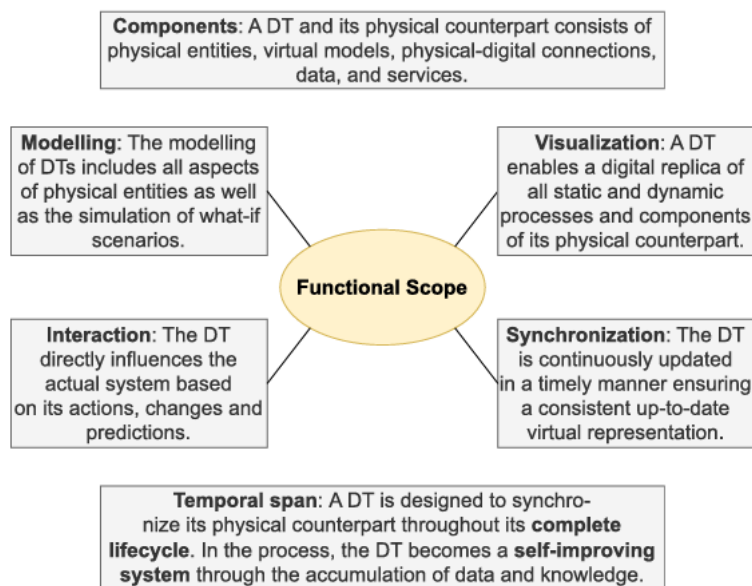 Components: A DT and its physical counterpart consists of
physical entities, virtual models, physical-digital connections,
data, and services.
Modelling: The modelling
of DTs includes all aspects
of physical entities as well
as the simulation of what-if
scenarios.
Visualization: A DT
enables a digital replica of
all static and dynamic
processes and components
of its physical counterpart.
Functional Scope
Interaction: The DT
directly influences the
actual system based
on its actions, changes and
predictions.
Synchronization: The DT
is continuously updated
in a timely manner ensuring
a consistent up-to-date
virtual representation.
Temporal span: A DT is designed to synchro-
nize its physical counterpart throughout its complete
lifecycle. In the process, the DT becomes a self-improving
system through the accumulation of data and knowledge.